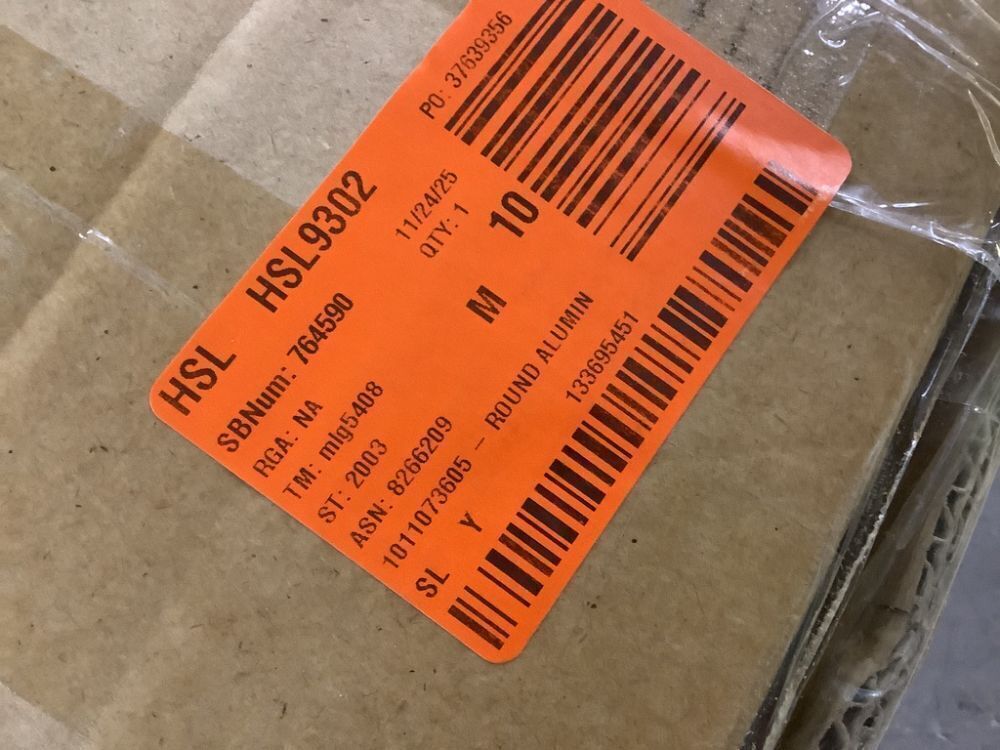 PO: 37639356
HSL HSL9302
SBNum: 764590 11/24/25
RGA: NA QTY: 1
TM: mlg5408 M 10
ST: 2003
ASN: 8266209
1011073605 - ROUND ALUMIN
SL Y 133695451